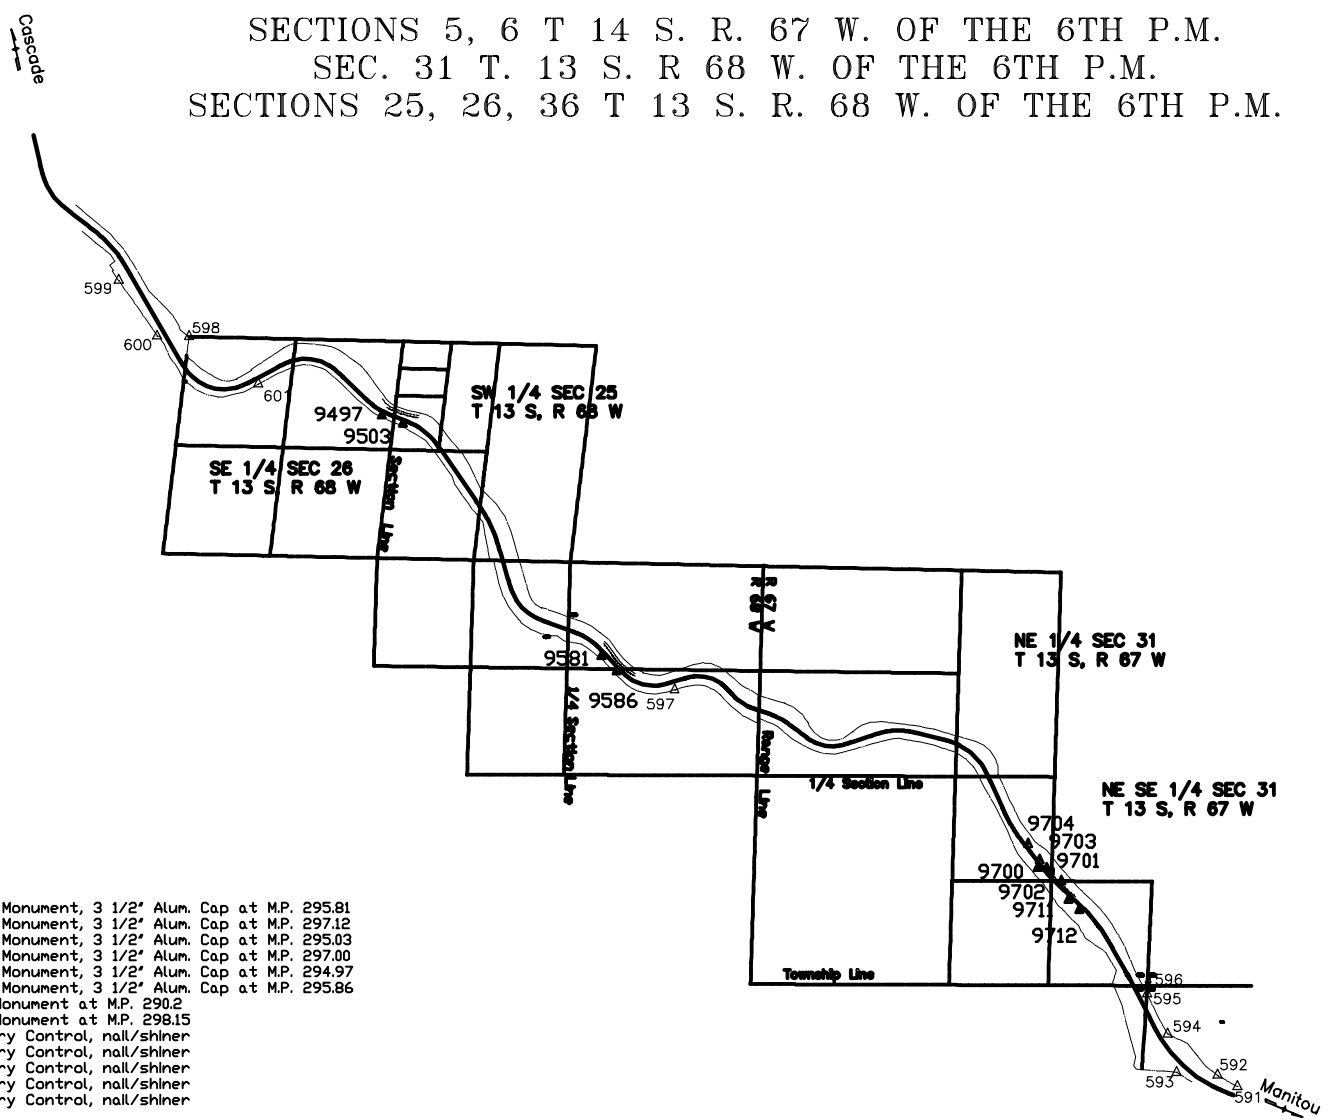 SECTIONS 5, 6 T 14 S. R. 67 W. OF THE 6TH P.M.
SEC. 31 T. 13 S. R 68 W. OF THE 6TH P.M.
SECTIONS 25, 26, 36 T 13 S. R. 68 W. OF THE 6TH P.M.
Cascade
599
600
598
601
9497
9503
SW 1/4 SEC 25
T 13 S, R 68 W
SE 1/4 SEC 26
T 13 S, R 68 W
Section Line
R 67 W
R 68 W
9581
9586
597
1/4 Section Line
Range Line
NE 1/4 SEC 31
T 13 S, R 67 W
1/4 Section Line
NE SE 1/4 SEC 31
T 13 S, R 67 W
9704
9703
9701
9700
9702
9711
9712
Township Line
596
595
594
593
592
591
Manitou
Monument, 3 1/2" Alum. Cap at M.P. 295.81
Monument, 3 1/2" Alum. Cap at M.P. 297.12
Monument, 3 1/2" Alum. Cap at M.P. 295.03
Monument, 3 1/2" Alum. Cap at M.P. 297.00
Monument, 3 1/2" Alum. Cap at M.P. 294.97
Monument, 3 1/2" Alum. Cap at M.P. 295.86
Monument at M.P. 290.2
Monument at M.P. 298.15
ry Control, nail/shiner
ry Control, nail/shiner
ry Control, nail/shiner
ry Control, nail/shiner
ry Control, nail/shiner